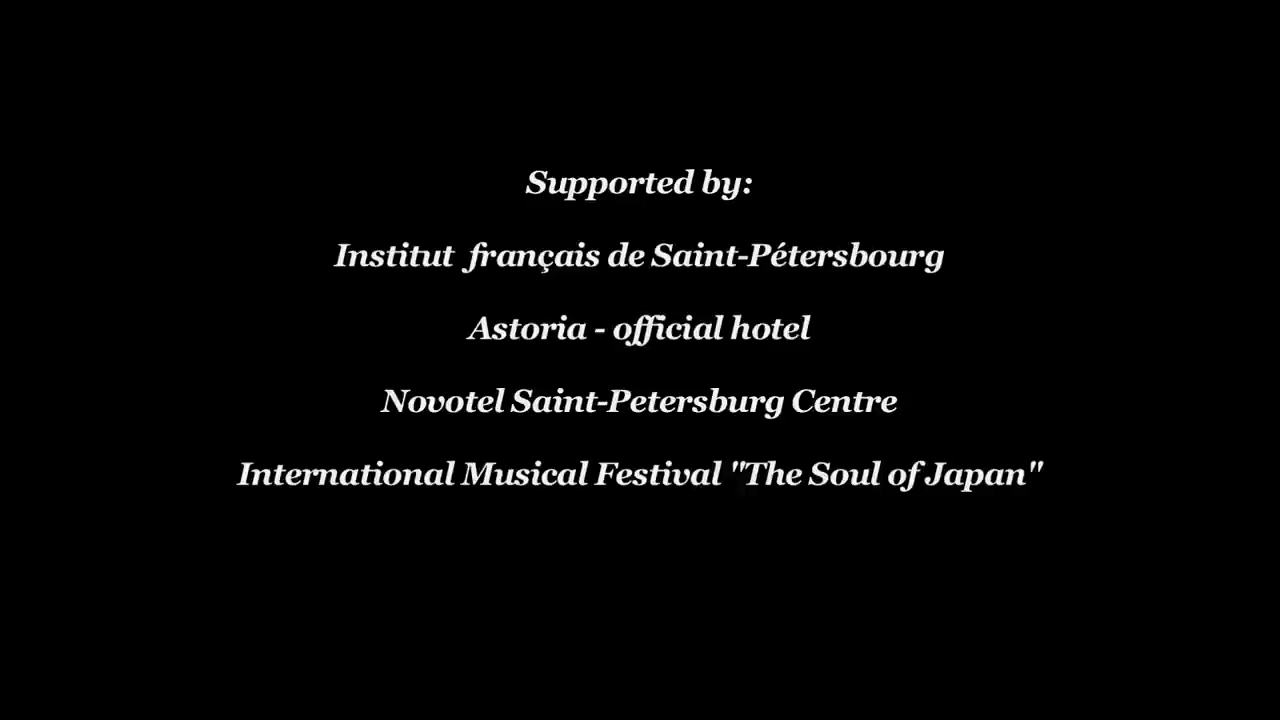 Supported by:
Institut français de Saint-Pétersbourg
Astoria - official hotel
Novotel Saint-Petersburg Centre
International Musical Festival "The Soul of Japan"